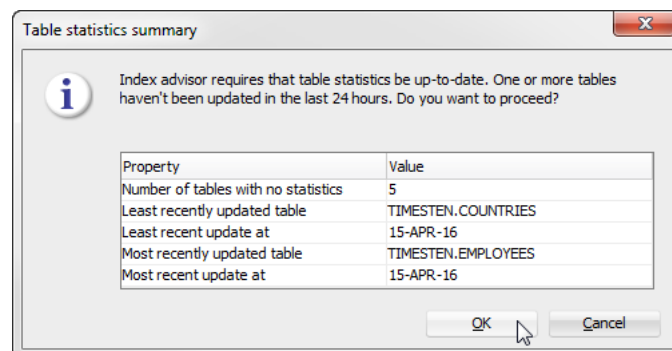 Table statistics summary
Index advisor requires that table statistics be up-to-date. One or more tables
haven't been updated in the last 24 hours. Do you want to proceed?
Property Value
Number of tables with no statistics 5
Least recently updated table TIMESTEN.COUNTRIES
Least recent update at 15-APR-16
Most recently updated table TIMESTEN.EMPLOYEES
Most recent update at 15-APR-16
OK Cancel